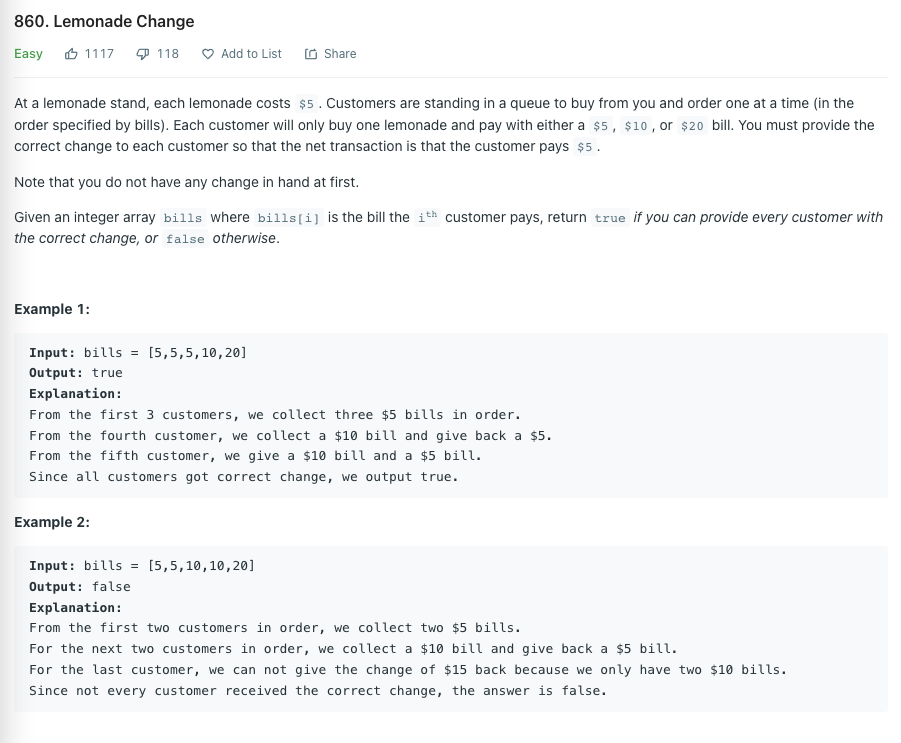 860. Lemonade Change
Easy 1117 118 Add to List Share
At a lemonade stand, each lemonade costs $5 . Customers are standing in a queue to buy from you and order one at a time (in the
order specified by bills). Each customer will only buy one lemonade and pay with either a $5 , $10 , or $20 bill. You must provide the
correct change to each customer so that the net transaction is that the customer pays $5 .
Note that you do not have any change in hand at first.
Given an integer array bills where bills[i] is the bill the ith customer pays, return true if you can provide every customer with
the correct change, or false otherwise.
Example 1:
Input: bills = [5,5,5,10,20]
Output: true
Explanation:
From the first 3 customers, we collect three $5 bills in order.
From the fourth customer, we collect a $10 bill and give back a $5.
From the fifth customer, we give a $10 bill and a $5 bill.
Since all customers got correct change, we output true.
Example 2:
Input: bills = [5,5,10,10,20]
Output: false
Explanation:
From the first two customers in order, we collect two $5 bills.
For the next two customers in order, we collect a $10 bill and give back a $5 bill.
For the last customer, we can not give the change of $15 back because we only have two $10 bills.
Since not every customer received the correct change, the answer is false.